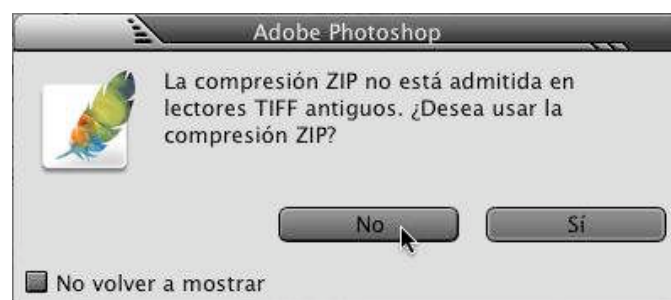 Adobe Photoshop
La compresión ZIP no está admitida en
lectores TIFF antiguos. ¿Desea usar la
compresión ZIP?
No
Sí
No volver a mostrar